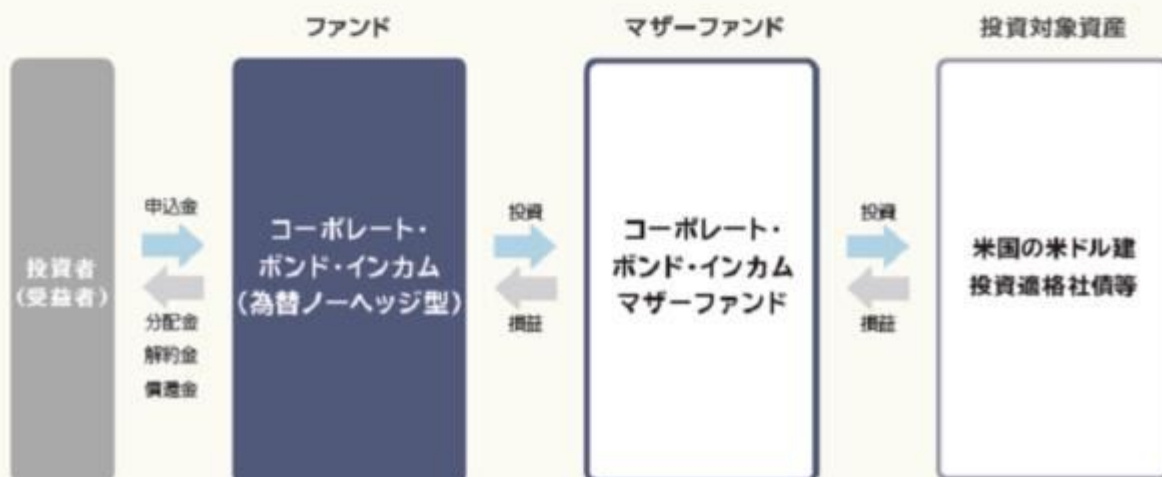 ファンド
マザーファンド
投資対象資産
投資者
(受益者)
申込金
分配金
解約金
償還金
コーポレート・
ボンド・インカム
(為替ノーヘッジ型)
投資
損益
コーポレート・
ボンド・インカム
マザーファンド
投資
損益
米国の米ドル建
投資適格社債等